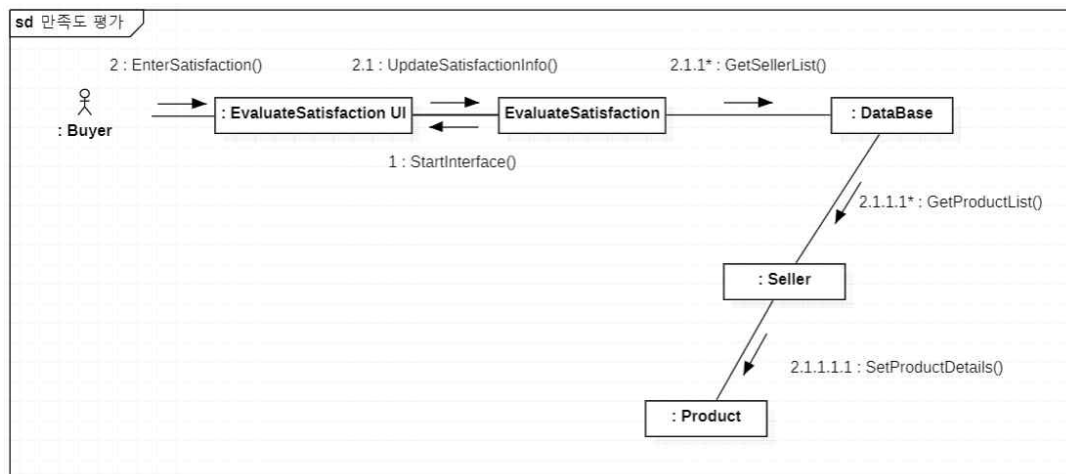 sd 만족도 평가
2 : EnterSatisfaction()
2.1 : UpdateSatisfactionInfo()
2.1.1* : GetSellerList()
: Buyer
: EvaluateSatisfaction UI
EvaluateSatisfaction
: DataBase
1 : StartInterface()
2.1.1.1* : GetProductList()
: Seller
2.1.1.1.1 : SetProductDetails()
: Product